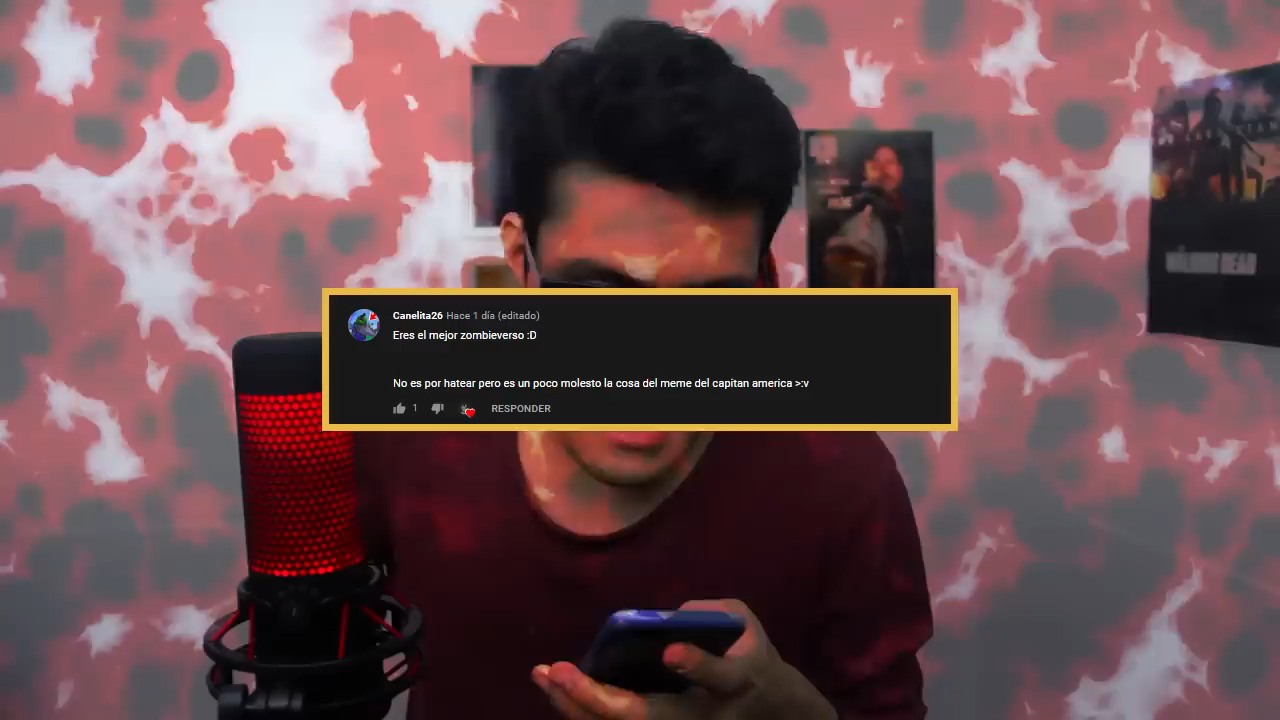 Canelita26 Hace 1 día (editado)
Eres el mejor zombieverso :D
No es por hatear pero es un poco molesto la cosa del meme del capitan america >:v
1 RESPONDER